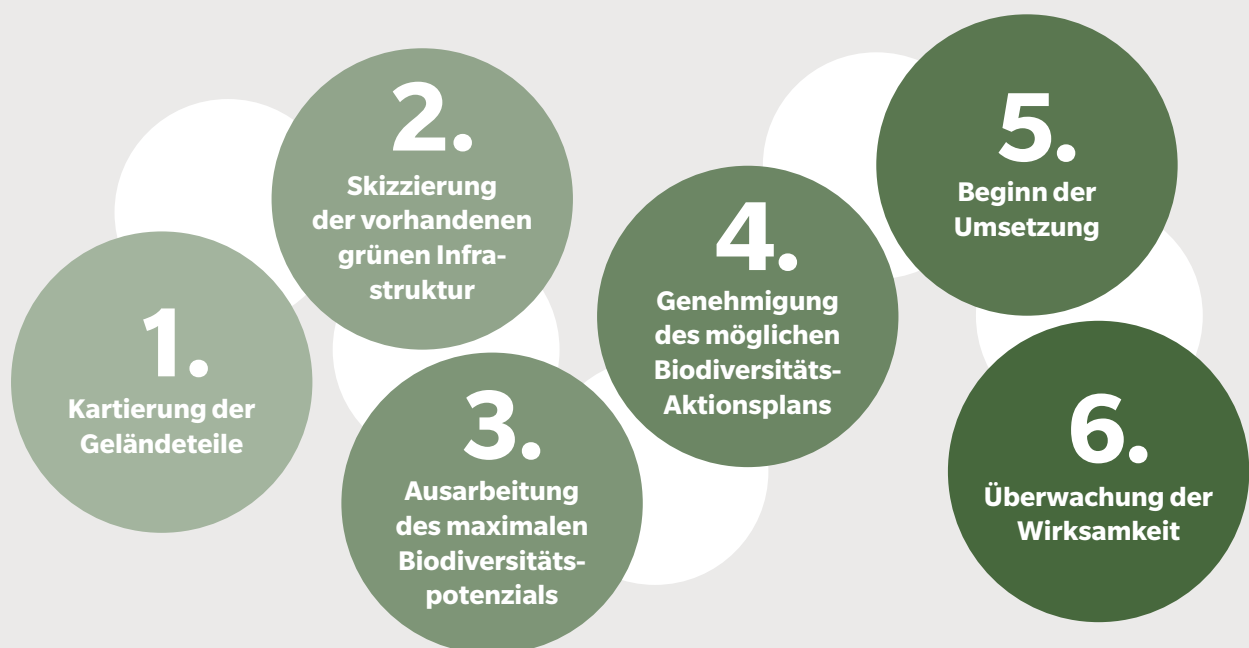 1.
Kartierung der
Geländeteile
2.
Skizzierung
der vorhandenen
grünen Infra-
struktur
3.
Ausarbeitung
des maximalen
Biodiversitäts-
potenzials
4.
Genehmigung
des möglichen
Biodiversitäts-
Aktionsplans
5.
Beginn der
Umsetzung
6.
Überwachung der
Wirksamkeit